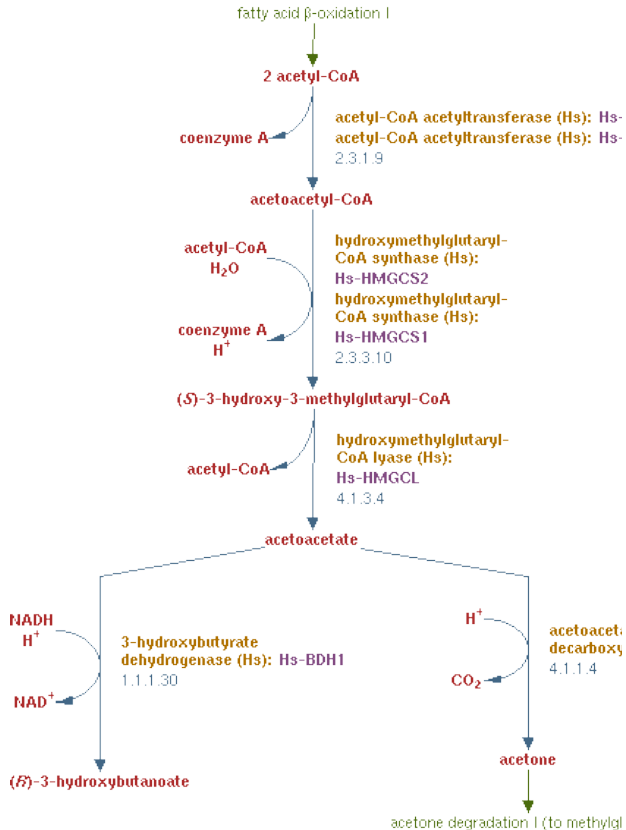 fatty acid β-oxidation I
2 acetyl-CoA
acetyl-CoA acetyltransferase (Hs): Hs-
coenzyme A
acetyl-CoA acetyltransferase (Hs): Hs-
2.3.1.9
acetoacetyl-CoA
acetyl-CoA
H₂O
hydroxymethylglutaryl-
CoA synthase (Hs):
Hs-HMGCS2
hydroxymethylglutaryl-
CoA synthase (Hs):
Hs-HMGCS1
2.3.3.10
coenzyme A
H⁺
(S)-3-hydroxy-3-methylglutaryl-CoA
hydroxymethylglutaryl-
CoA lyase (Hs):
Hs-HMGCL
4.1.3.4
acetyl-CoA
acetoacetate
NADH
H⁺
3-hydroxybutyrate
dehydrogenase (Hs): Hs-BDH1
1.1.1.30
NAD⁺
(R)-3-hydroxybutanoate
H⁺
acetoaceta
decarboxy
4.1.1.4
CO₂
acetone
acetone degradation I (to methylgl